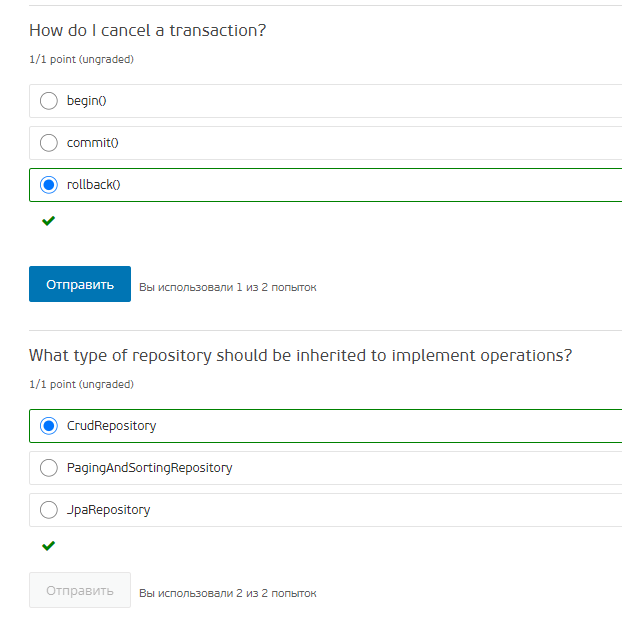 How do I cancel a transaction?
1/1 point (ungraded)
begin()
commit()
rollback()
Отправить
Вы использовали 1 из 2 попыток
What type of repository should be inherited to implement operations?
1/1 point (ungraded)
CrudRepository
PagingAndSortingRepository
JpaRepository
Отправить
Вы использовали 2 из 2 попыток